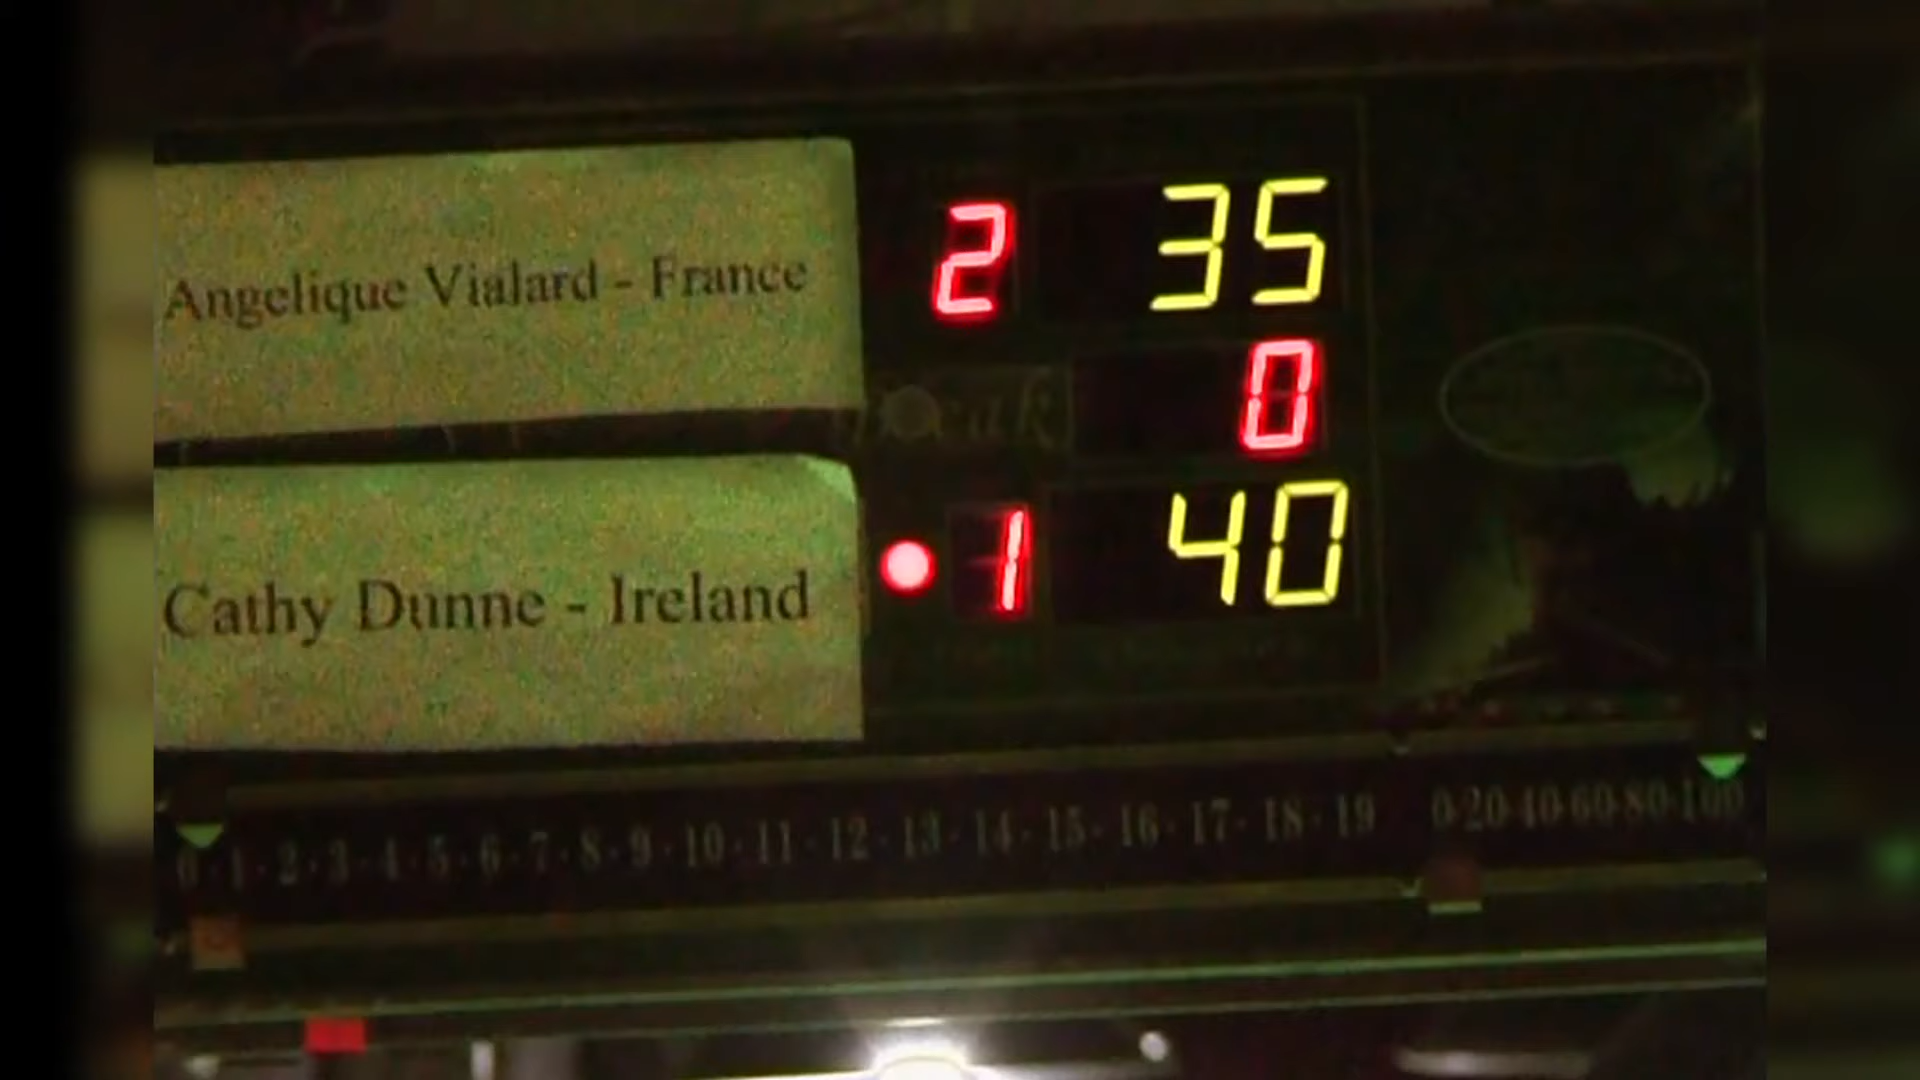 Angelique Vialard - France 2 35
break 0
Cathy Dunne - Ireland 1 40
0 · 1 · 2 · 3 · 4 · 5 · 6 · 7 · 8 · 9 · 10 · 11 · 12 · 13 · 14 · 15 · 16 · 17 · 18 · 19 0·20·40·60·80·100